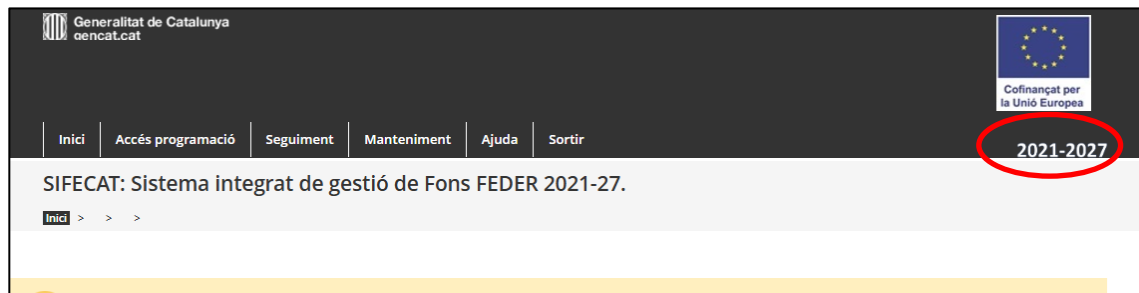 Generalitat de Catalunya
gencat.cat
Cofinançat per
la Unió Europea
Inici
Accés programació
Seguiment
Manteniment
Ajuda
Sortir
2021-2027
SIFECAT: Sistema integrat de gestió de Fons FEDER 2021-27.
Inici > > >